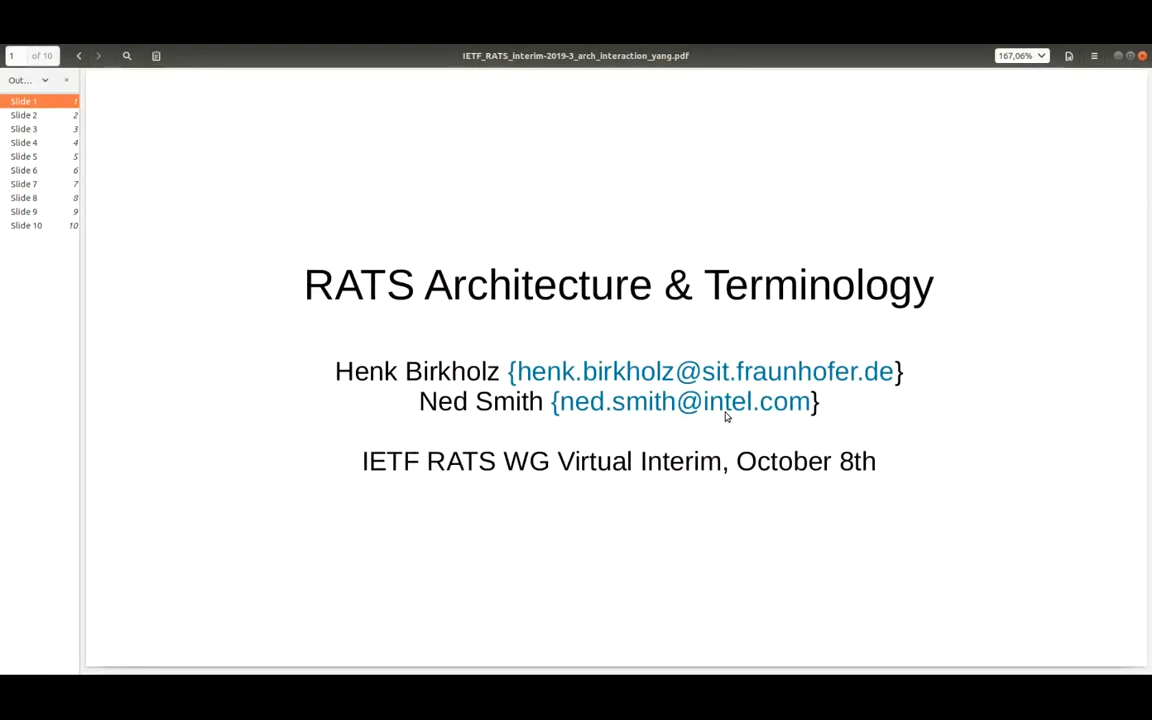 1 of 10
IETF_RATS_interim-2019-3_arch_interaction_yang.pdf
167,06%
Out...
Slide 1 1
Slide 2 2
Slide 3 3
Slide 4 4
Slide 5 5
Slide 6 6
Slide 7 7
Slide 8 8
Slide 9 9
Slide 10 10
RATS Architecture & Terminology
Henk Birkholz {henk.birkholz@sit.fraunhofer.de}
Ned Smith {ned.smith@intel.com}
IETF RATS WG Virtual Interim, October 8th